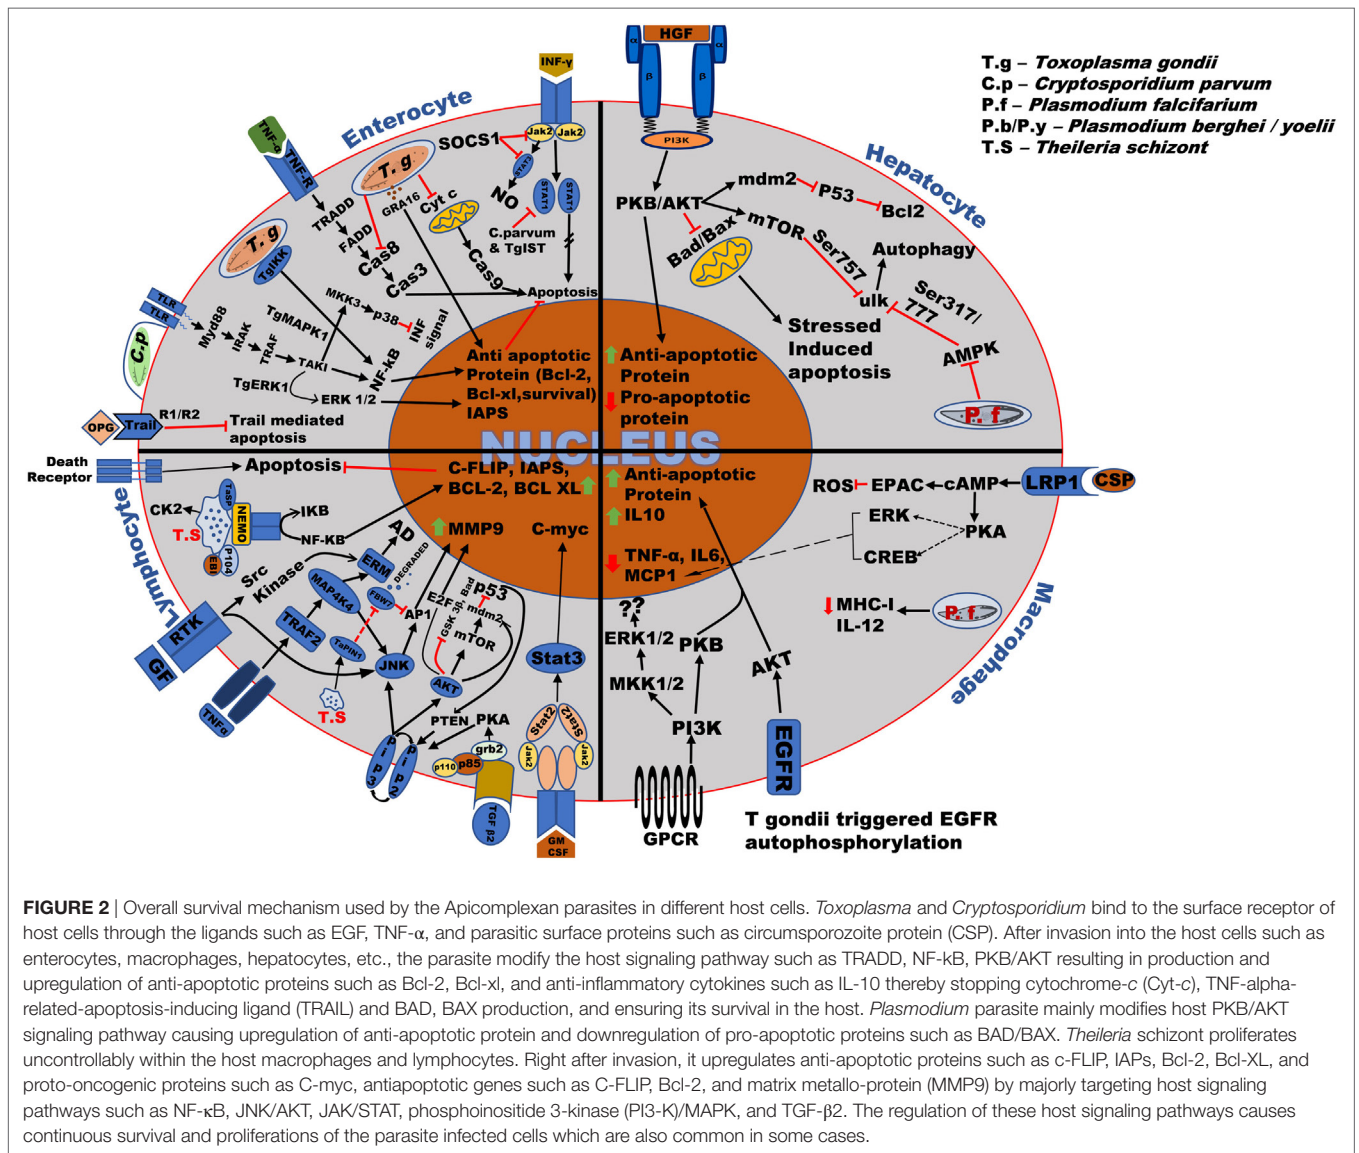 HGF
α
α
β
β
PI3K
INF-γ
T.g – Toxoplasma gondii
C.p – Cryptosporidium parvum
P.f – Plasmodium falcifarium
P.b/P.y – Plasmodium berghei / yoelii
T.S – Theileria schizont
Enterocyte
Hepatocyte
TNF-α
TNF-R
TRADD
FADD
Cas8
Cas3
T. g
GRA16
Cyt c
Cas9
SOCS1
Jak2
Jak2
STAT3
NO
STAT1
STAT1
C.parvum
& TgIST
Apoptosis
T. g
TgIKK
TLR
TLR
C.p
Myd88
IRAK
TRAF
TAKI
TgMAPK1
MKK3
p38
INF
signal
NF-kB
TgERK1
ERK 1/2
OPG
Trail
R1/R2
Trail mediated
apoptosis
Anti apoptotic
Protein (Bcl-2,
Bcl-xl,survival)
IAPS
PKB/AKT
mdm2
P53
Bcl2
mTOR
Bad/Bax
Ser757
Autophagy
ulk
Ser317/
777
AMPK
P. f
Stressed
Induced
apoptosis
Anti-apoptotic
Protein
Pro-apoptotic
protein
NUCLEUS
Death
Receptor
Apoptosis
C-FLIP, IAPS,
BCL-2, BCL XL
MMP9
C-myc
CK2
T.S
TaSP
NEMO
P104
EBI
IKB
NF-KB
Lymphocyte
Src
Kinase
RTK
GF
TNFα
TRAF2
MAP4K4
ERM
AD
DEGRADED
FBW7
TaPIN1
T.S
AP1
JNK
E2F
GSK 3β, Bad
p53
mdm2
mTOR
AKT
PTEN
PKA
PiP3
PiP2
p110
p85
grb2
TGF β2
Stat3
Stat2
Stat2
Jak2
Jak2
GM
CSF
Anti-apoptotic
Protein
IL10
TNF-α, IL6,
MCP1
ROS
EPAC
cAMP
LRP1
CSP
ERK
CREB
PKA
MHC-I
IL-12
P. f
Macrophage
??
ERK1/2
MKK1/2
PKB
PI3K
GPCR
AKT
EGFR
T gondii triggered EGFR
autophosphorylation
FIGURE 2 | Overall survival mechanism used by the Apicomplexan parasites in different host cells. Toxoplasma and Cryptosporidium bind to the surface receptor of
host cells through the ligands such as EGF, TNF-α, and parasitic surface proteins such as circumsporozoite protein (CSP). After invasion into the host cells such as
enterocytes, macrophages, hepatocytes, etc., the parasite modify the host signaling pathway such as TRADD, NF-kB, PKB/AKT resulting in production and
upregulation of anti-apoptotic proteins such as Bcl-2, Bcl-xl, and anti-inflammatory cytokines such as IL-10 thereby stopping cytochrome-c (Cyt-c), TNF-alpha-
related-apoptosis-inducing ligand (TRAIL) and BAD, BAX production, and ensuring its survival in the host. Plasmodium parasite mainly modifies host PKB/AKT
signaling pathway causing upregulation of anti-apoptotic protein and downregulation of pro-apoptotic proteins such as BAD/BAX. Theileria schizont proliferates
uncontrollably within the host macrophages and lymphocytes. Right after invasion, it upregulates anti-apoptotic proteins such as c-FLIP, IAPs, Bcl-2, Bcl-XL, and
proto-oncogenic proteins such as C-myc, antiapoptotic genes such as C-FLIP, Bcl-2, and matrix metallo-protein (MMP9) by majorly targeting host signaling
pathways such as NF-κB, JNK/AKT, JAK/STAT, phosphoinositide 3-kinase (PI3-K)/MAPK, and TGF-β2. The regulation of these host signaling pathways causes
continuous survival and proliferations of the parasite infected cells which are also common in some cases.